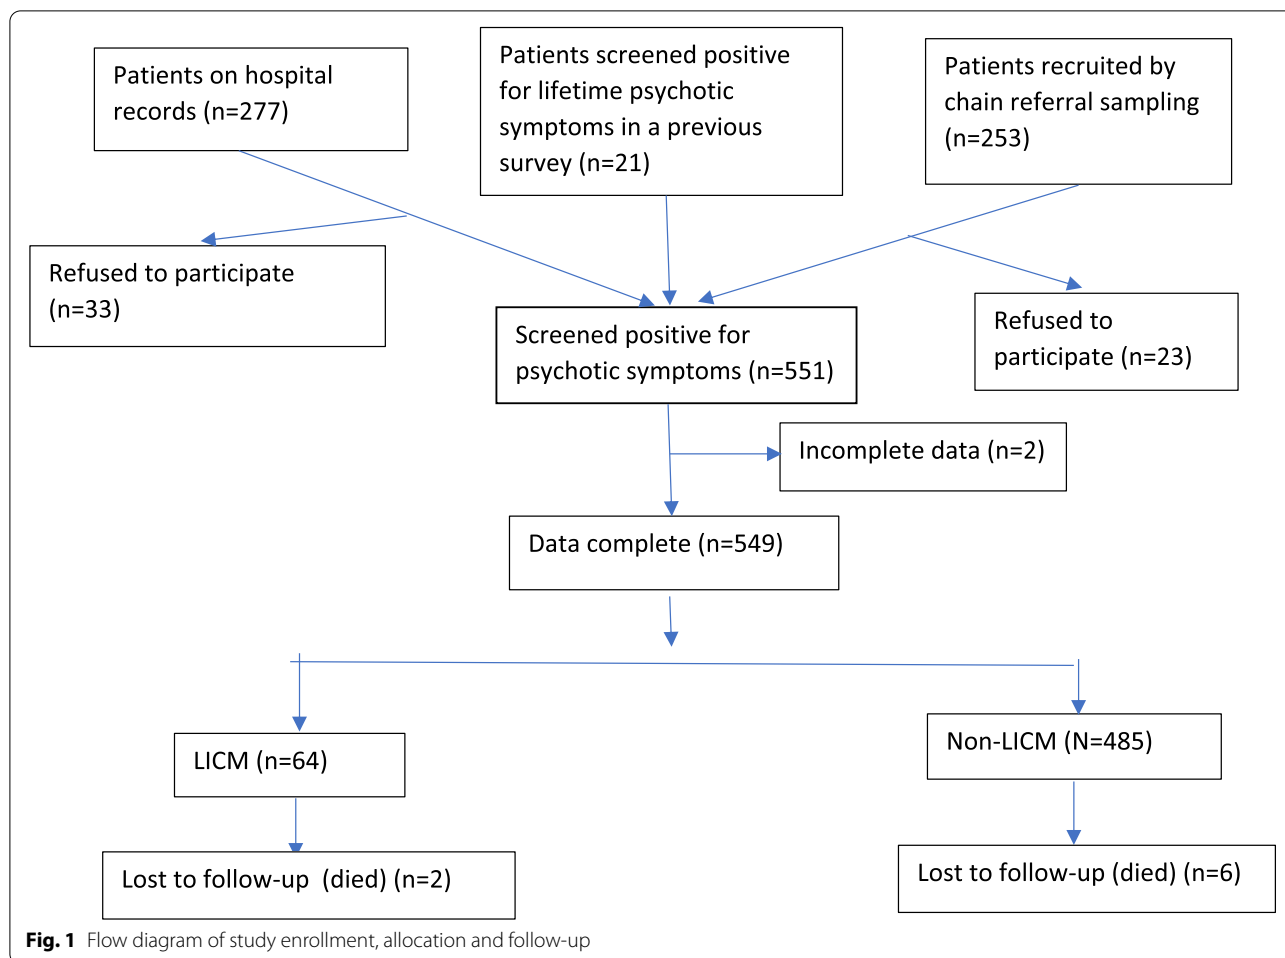 Patients on hospital
records (n=277)
Patients screened positive
for lifetime psychotic
symptoms in a previous
survey (n=21)
Patients recruited by
chain referral sampling
(n=253)
Refused to participate
(n=33)
Screened positive for
psychotic symptoms (n=551)
Refused to
participate (n=23)
Incomplete data (n=2)
Data complete (n=549)
LICM (n=64)
Non-LICM (N=485)
Lost to follow-up  (died) (n=2)
Lost to follow-up (died) (n=6)
Fig. 1 Flow diagram of study enrollment, allocation and follow-up